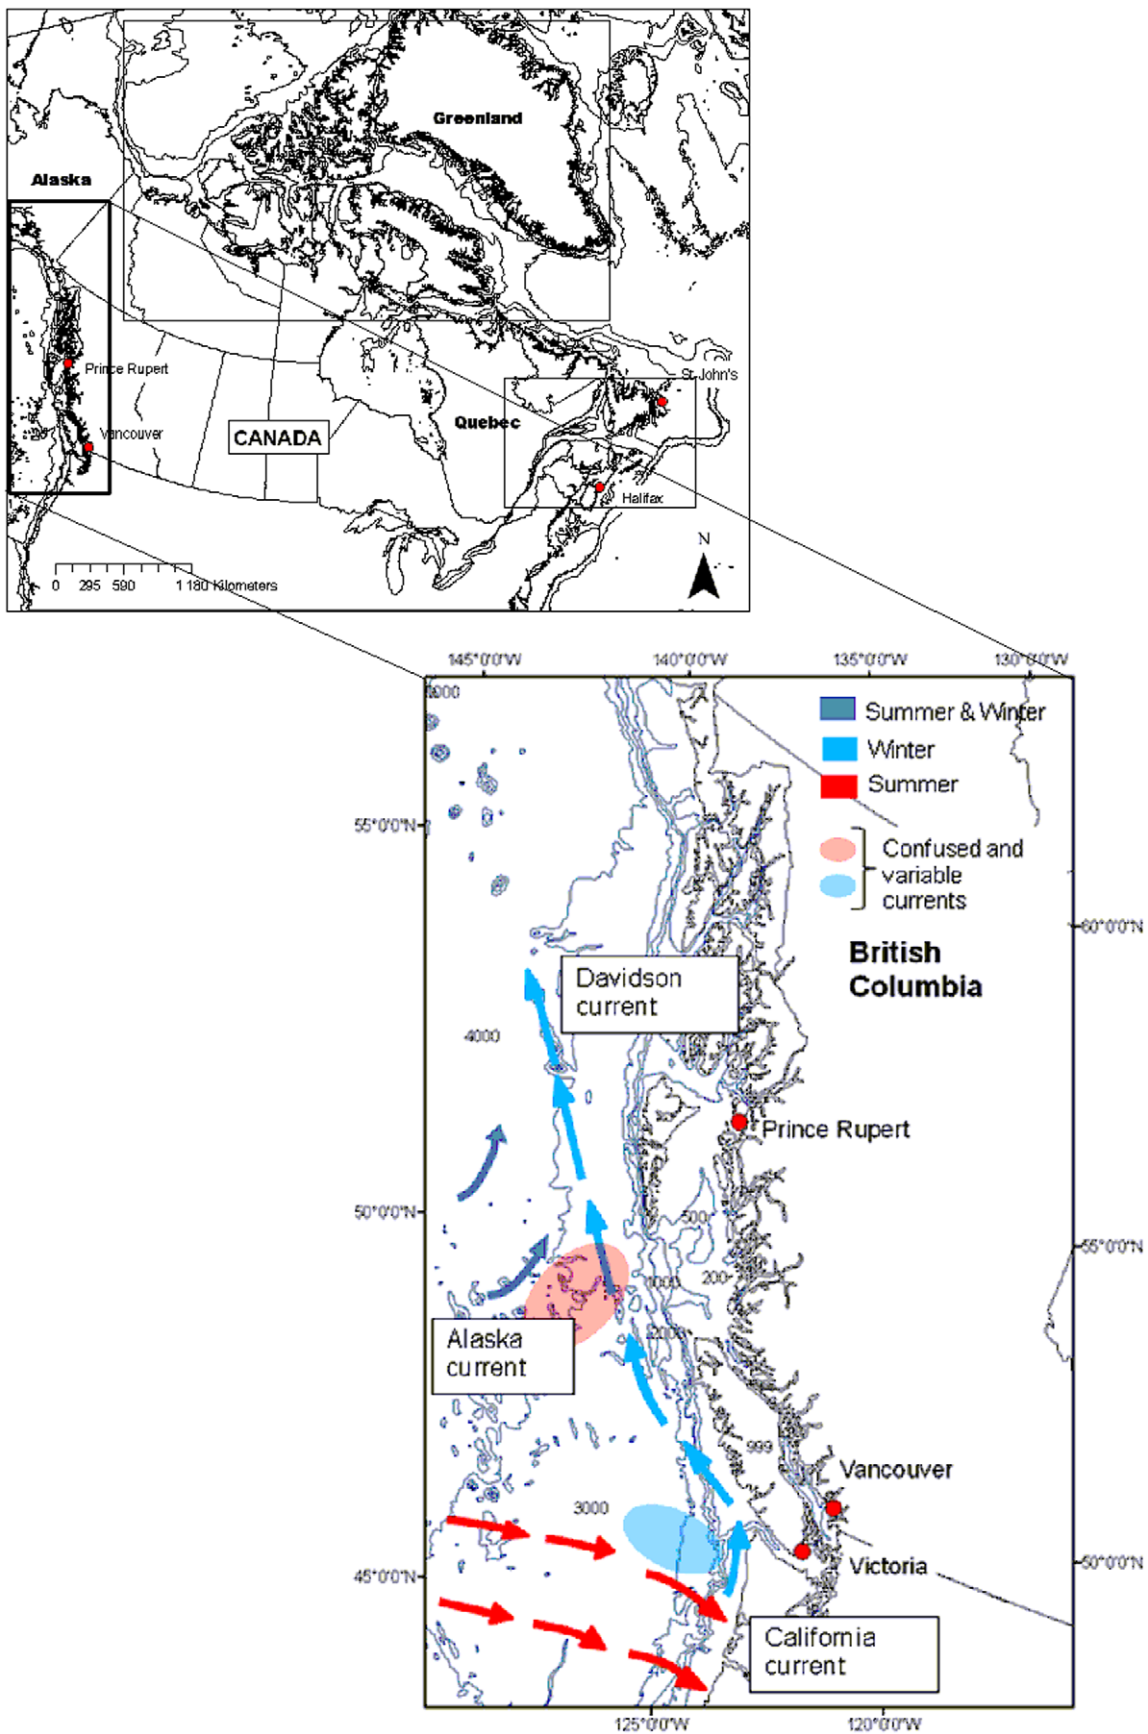 Greenland
Alaska
Prince Rupert
St. John's
Quebec
Vancouver
CANADA
Halifax
N
0 295 590 1 180 Kilometers
145°0'0"W 140°0'0"W 135°0'0"W 130°0'0"W
Summer & Winter
Winter
Summer
55°0'0"N
Confused and
variable
currents
60°0'0"N
British
Columbia
Davidson
current
4000
Prince Rupert
50°0'0"N
500
55°0'0"N
1000
200
2000
Alaska
current
999
Vancouver
3000
Victoria
50°0'0"N
45°0'0"N
California
current
125°0'0"W 120°0'0"W